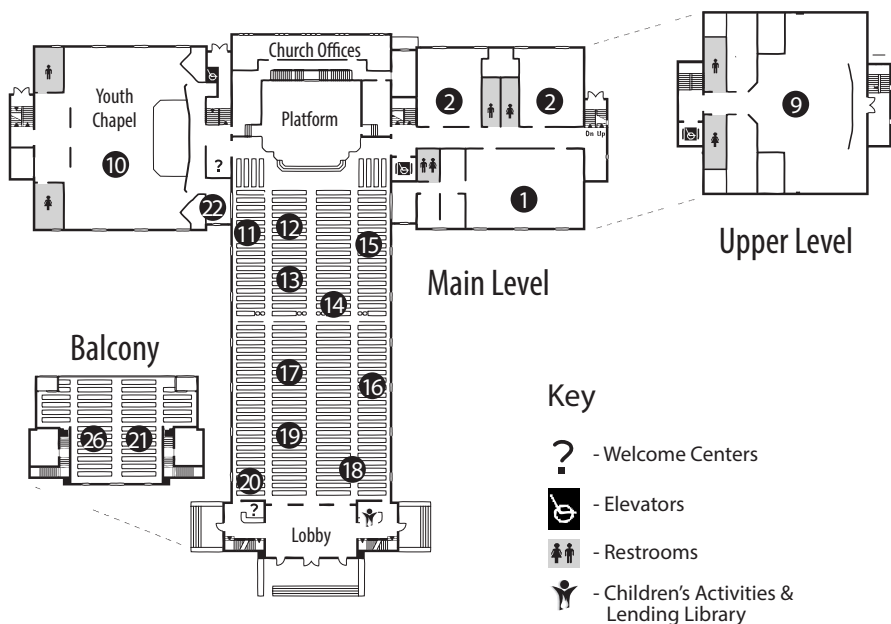 Church Offices
Youth
Chapel
10
Platform
2
2
Dn Up
9
?
22
1
11
12
15
13
14
Upper Level
Main Level
Balcony
17
16
26
21
19
18
20
?
Lobby
Key
? - Welcome Centers
- Elevators
- Restrooms
- Children's Activities &
Lending Library